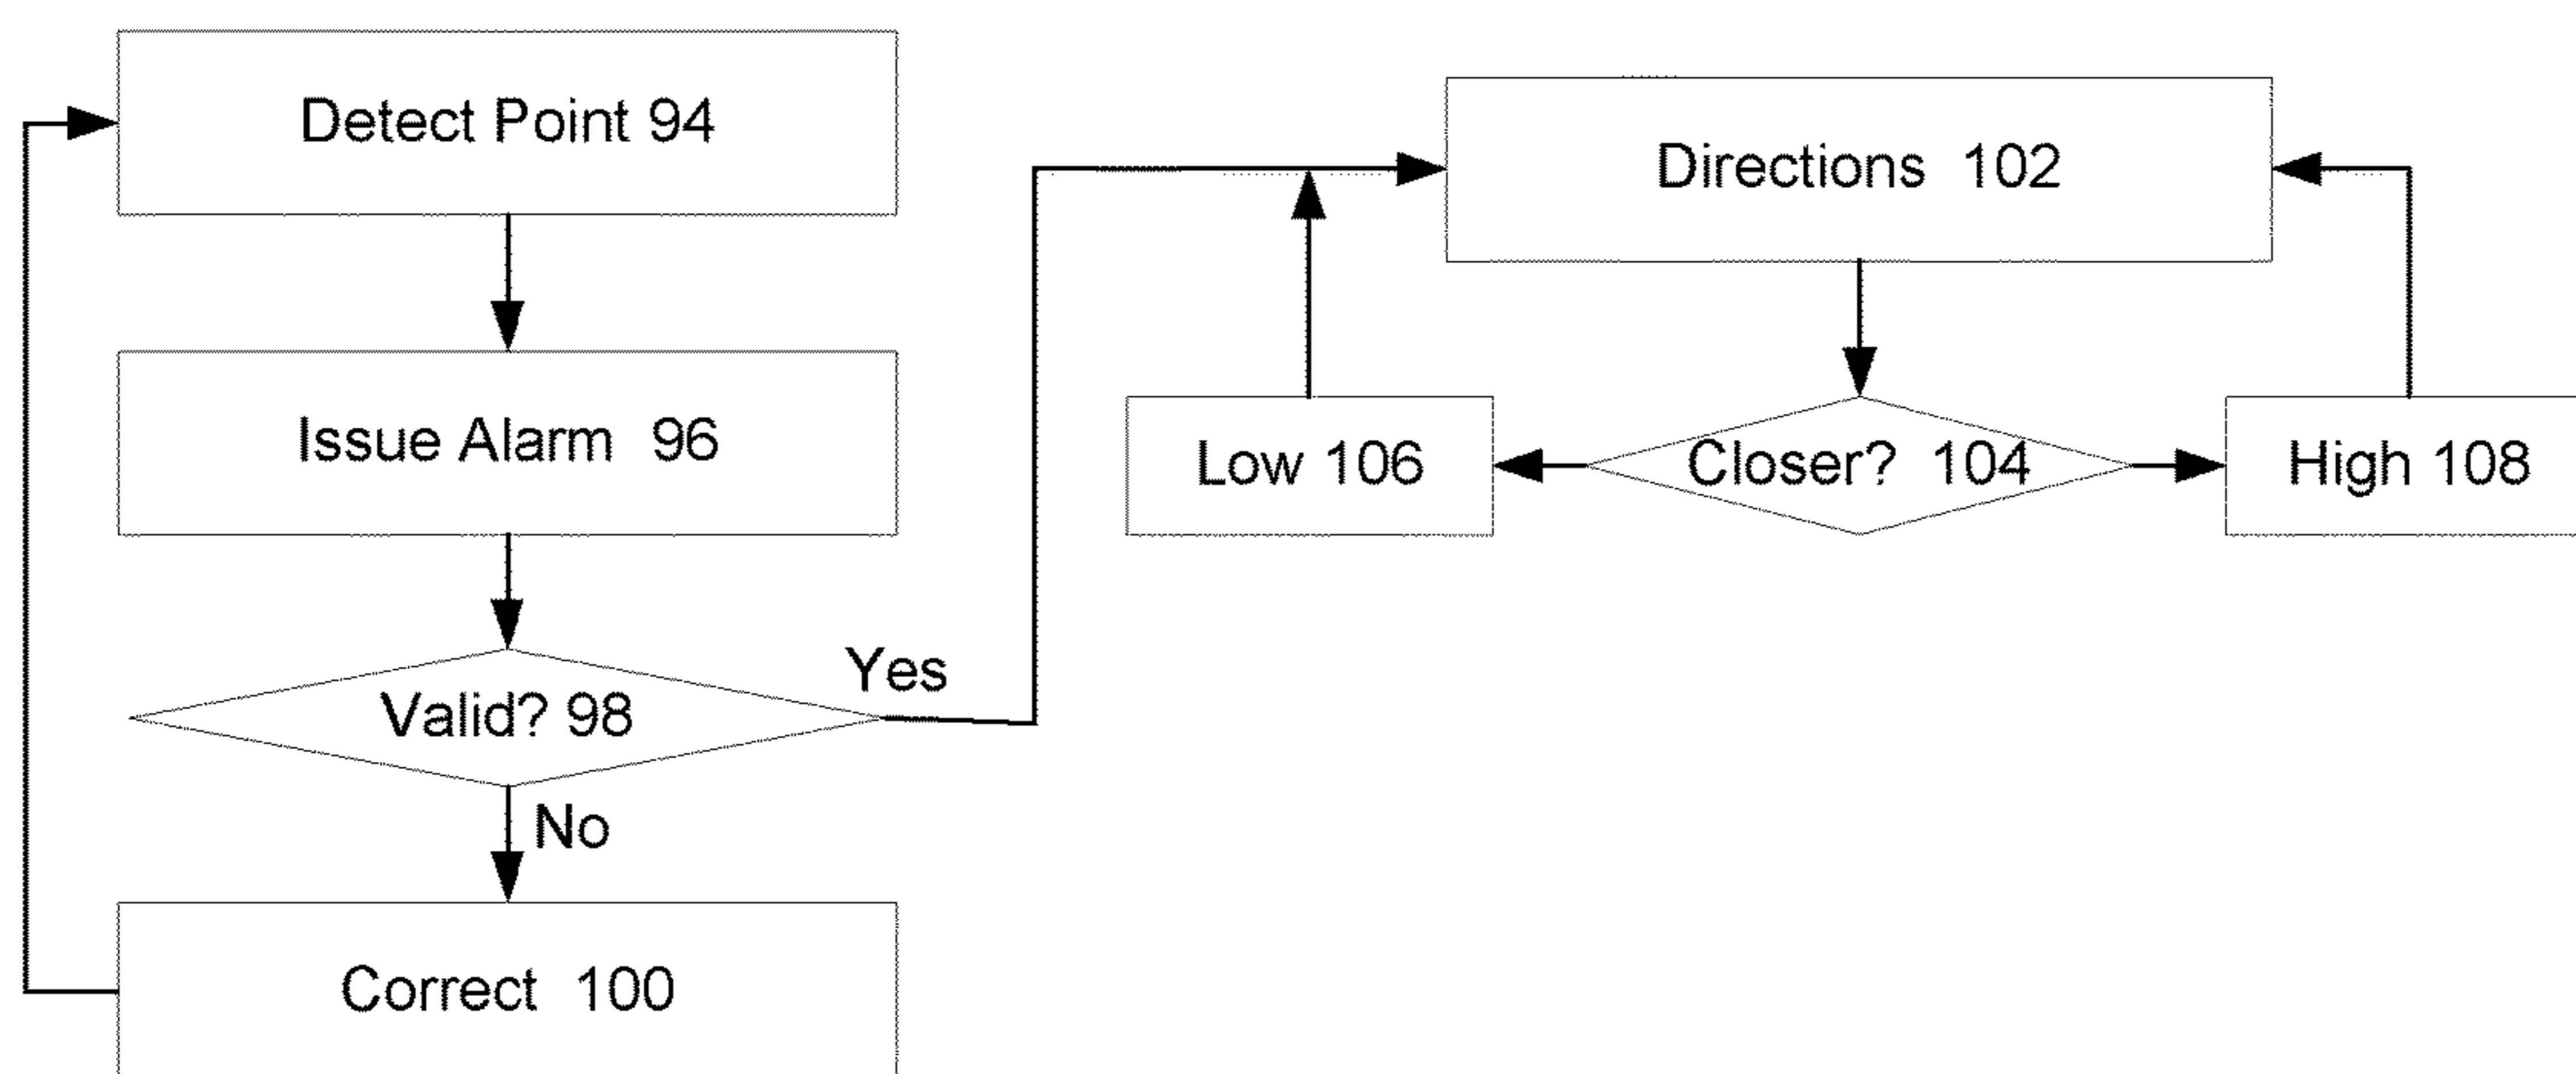 Detect Point 94
Issue Alarm 96
Valid? 98
Yes
No
Correct 100
Directions 102
Closer? 104
Low 106
High 108